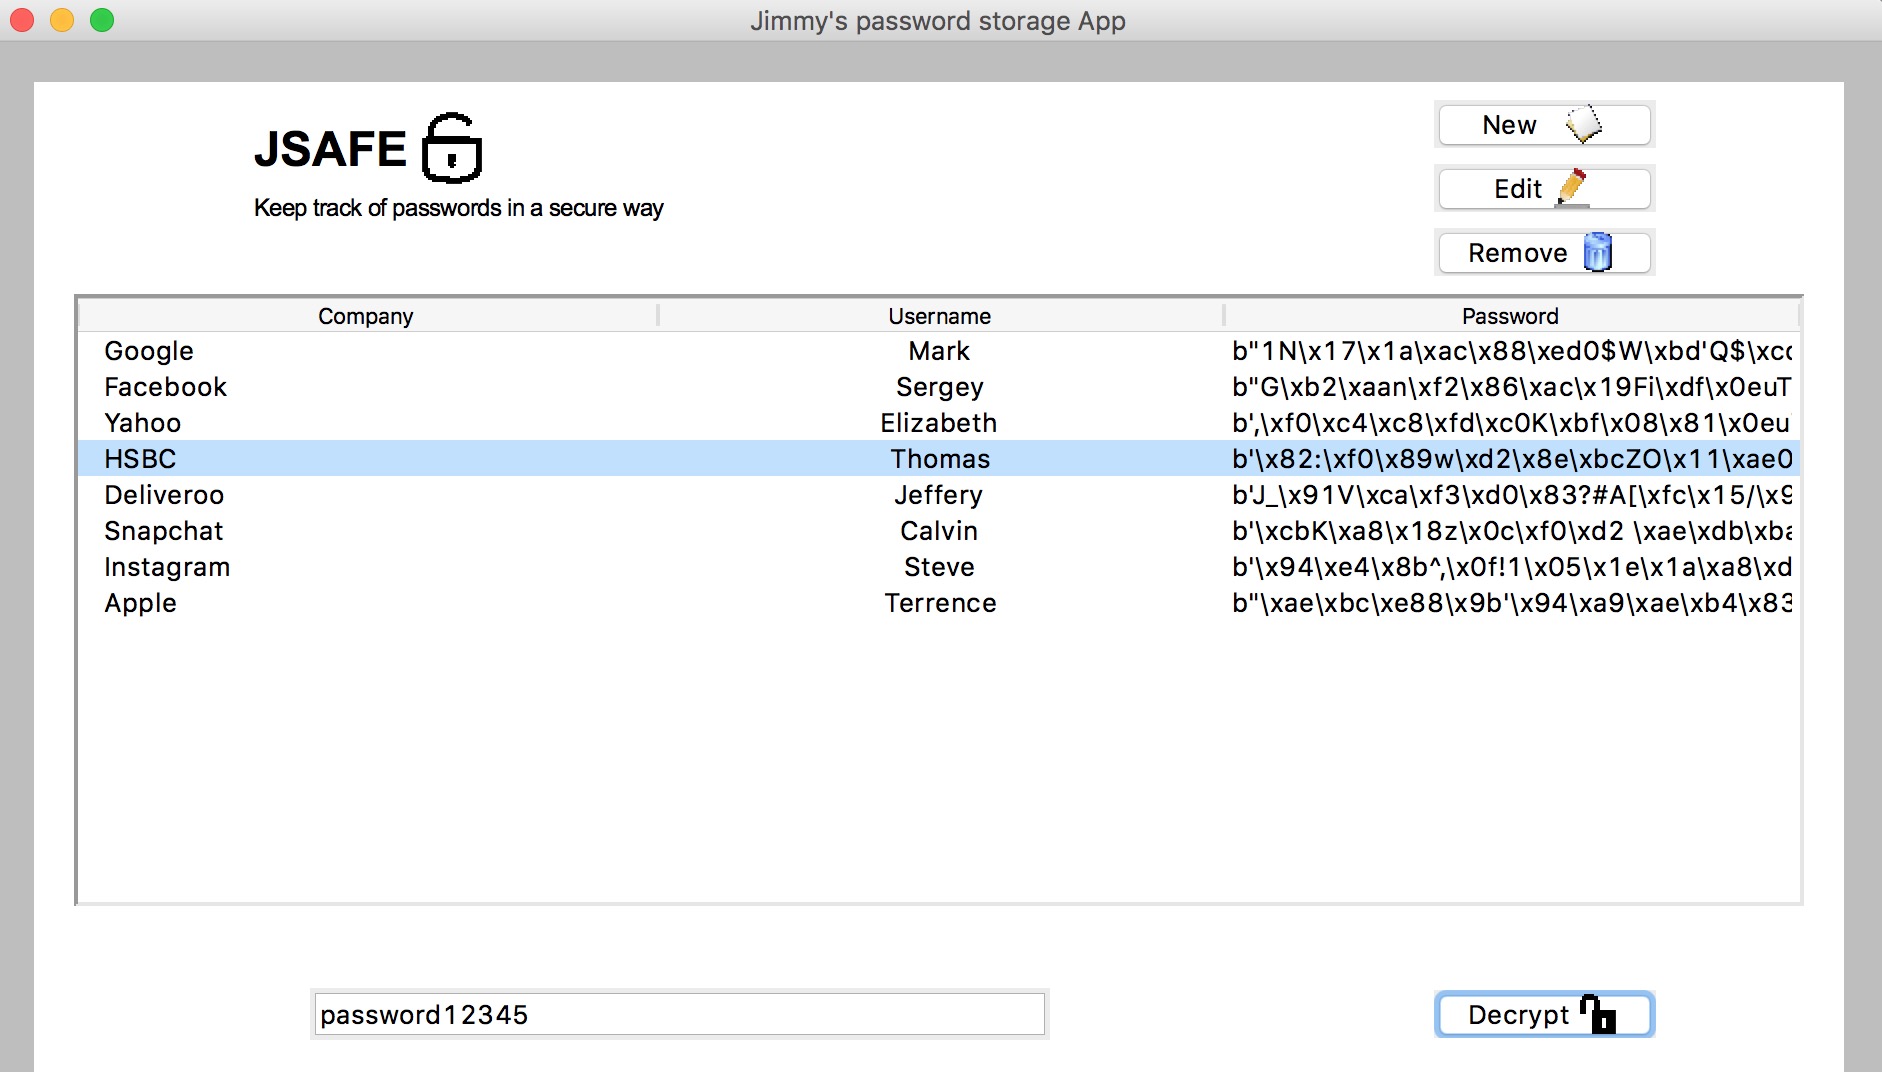 Jimmy's password storage App
JSAFE
Keep track of passwords in a secure way
New
Edit
Remove
Company Username Password
Google Mark b"1N\x17\x1a\xac\x88\xed0$W\xbd'Q$\xcc
Facebook Sergey b"G\xb2\xaan\xf2\x86\xac\x19Fi\xdf\x0euT
Yahoo Elizabeth b',\xf0\xc4\xc8\xfd\xc0K\xbf\x08\x81\x0eu
HSBC Thomas b'\x82:\xf0\x89w\xd2\x8e\xbcZO\x11\xae0
Deliveroo Jeffery b'J_\x91V\xca\xf3\xd0\x83?#A[\xfc\x15/\x9
Snapchat Calvin b'\xcbK\xa8\x18z\x0c\xf0\xd2 \xae\xdb\xba
Instagram Steve b'\x94\xe4\x8b^,\x0f!1\x05\x1e\x1a\xa8\xd
Apple Terrence b"\xae\xbc\xe88\x9b'\x94\xa9\xae\xb4\x83
password12345
Decrypt